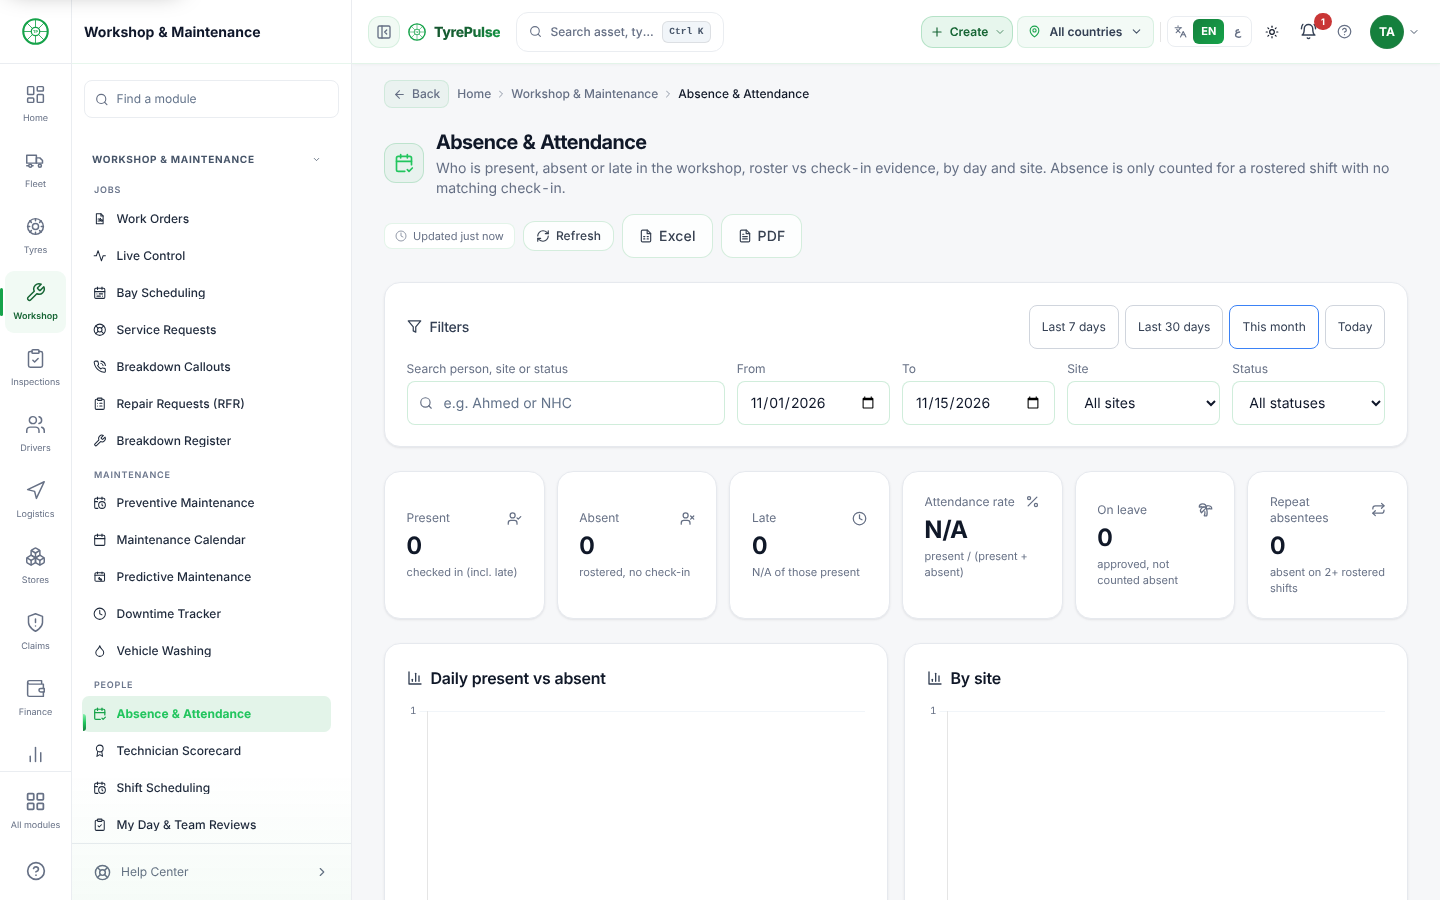 Workshop & Maintenance
TyrePulse
Search asset, ty...
Ctrl K
Create
All countries
EN
ع
1
TA
Home
Fleet
Tyres
Workshop
Inspections
Drivers
Logistics
Stores
Claims
Finance
All modules
Find a module
WORKSHOP & MAINTENANCE
JOBS
Work Orders
Live Control
Bay Scheduling
Service Requests
Breakdown Callouts
Repair Requests (RFR)
Breakdown Register
MAINTENANCE
Preventive Maintenance
Maintenance Calendar
Predictive Maintenance
Downtime Tracker
Vehicle Washing
PEOPLE
Absence & Attendance
Technician Scorecard
Shift Scheduling
My Day & Team Reviews
Help Center
Back
Home > Workshop & Maintenance > Absence & Attendance
Absence & Attendance
Who is present, absent or late in the workshop, roster vs check-in evidence, by day and site. Absence is only counted for a rostered shift with no
matching check-in.
Updated just now
Refresh
Excel
PDF
Filters
Last 7 days
Last 30 days
This month
Today
Search person, site or status
e.g. Ahmed or NHC
From
11/01/2026
To
11/15/2026
Site
All sites
Status
All statuses
Present
0
checked in (incl. late)
Absent
0
rostered, no check-in
Late
0
N/A of those present
Attendance rate
N/A
present / (present +
absent)
On leave
0
approved, not
counted absent
Repeat
absentees
0
absent on 2+ rostered
shifts
Daily present vs absent
1
By site
1